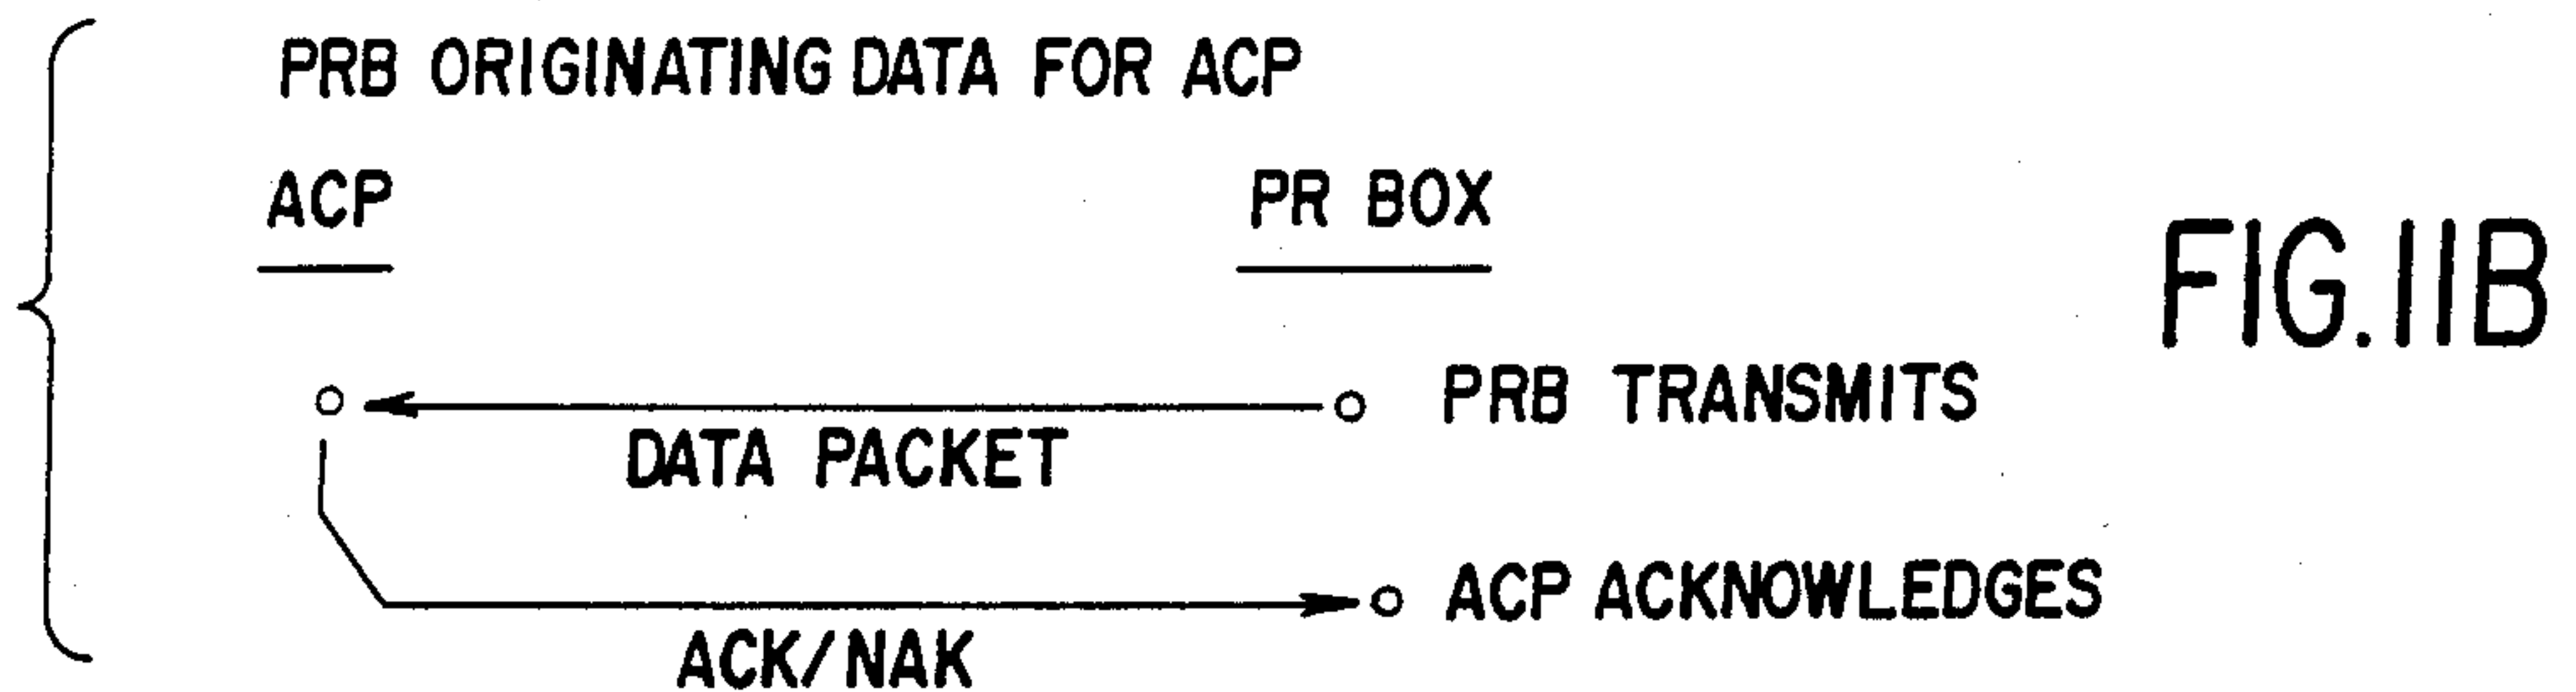 PRB ORIGINATING DATA FOR ACP
ACP PR BOX
FIG. 11B
PRB TRANSMITS
DATA PACKET
ACP ACKNOWLEDGES
ACK/NAK